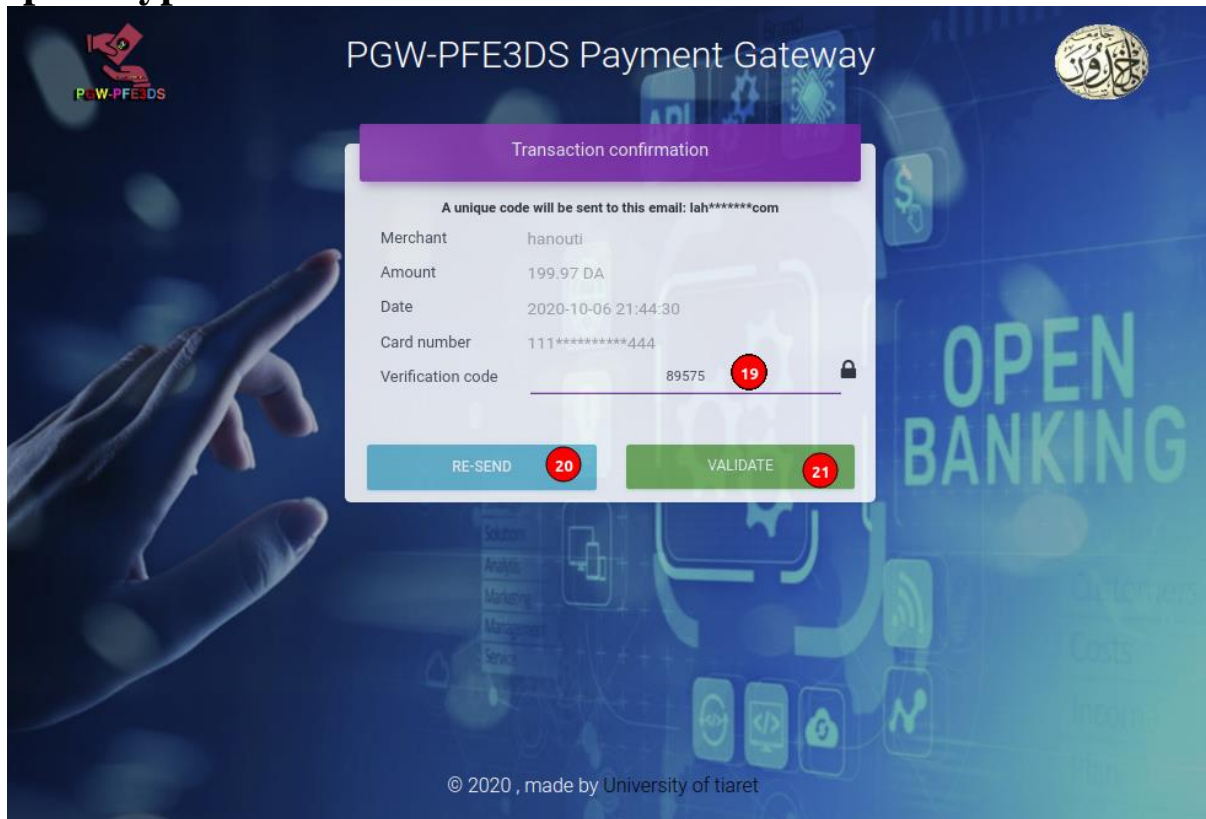 PGW-PFE3DS Payment Gateway
PGW-PFE3DS
Transaction confirmation
A unique code will be sent to this email: lah*******com
Merchant hanouti
Amount 199.97 DA
Date 2020-10-06 21:44:30
Card number 111**********444
Verification code 89575 19
RE-SEND 20 VALIDATE 21
API
$
OPEN
BANKING
Solutions
Analysis
Marketing
Management
Service
Customers
Costs
© 2020 , made by University of tiaret